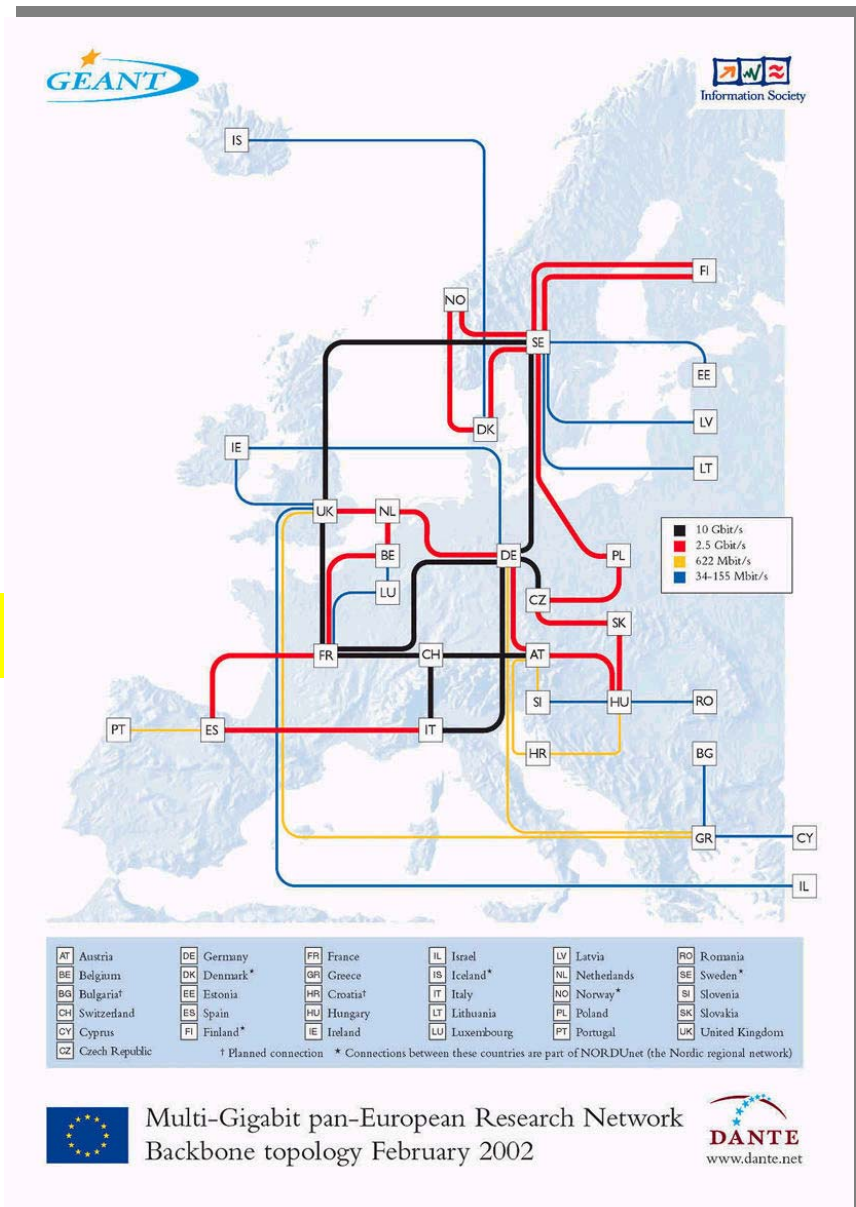 GÉANT
Information Society
IS
FI
NO
SE
EE
DK
LV
IE
LT
UK
NL
10 Gbit/s
2.5 Gbit/s
622 Mbit/s
34-155 Mbit/s
BE
DE
PL
LU
CZ
SK
FR
CH
AT
SI
HU
RO
PT
ES
IT
HR
BG
GR
CY
IL
AT Austria
BE Belgium
BG Bulgaria†
CH Switzerland
CY Cyprus
CZ Czech Republic
DE Germany
DK Denmark*
EE Estonia
ES Spain
FI Finland*
FR France
GR Greece
HR Croatia†
HU Hungary
IE Ireland
IL Israel
IS Iceland*
IT Italy
LT Lithuania
LU Luxembourg
LV Latvia
NL Netherlands
NO Norway*
PL Poland
PT Portugal
RO Romania
SE Sweden*
SI Slovenia
SK Slovakia
UK United Kingdom
† Planned connection * Connections between these countries are part of NORDUnet (the Nordic regional network)
Multi-Gigabit pan-European Research Network
Backbone topology February 2002
DANTE
www.dante.net